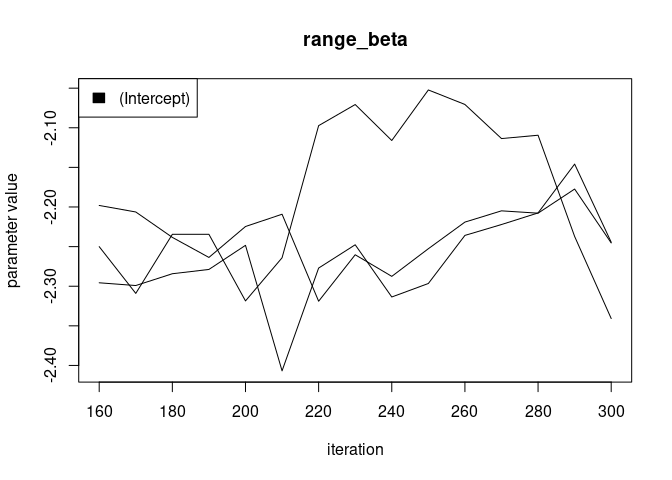 range_beta
(Intercept)
parameter value
-2.10
-2.20
-2.30
-2.40
160 180 200 220 240 260 280 300
iteration